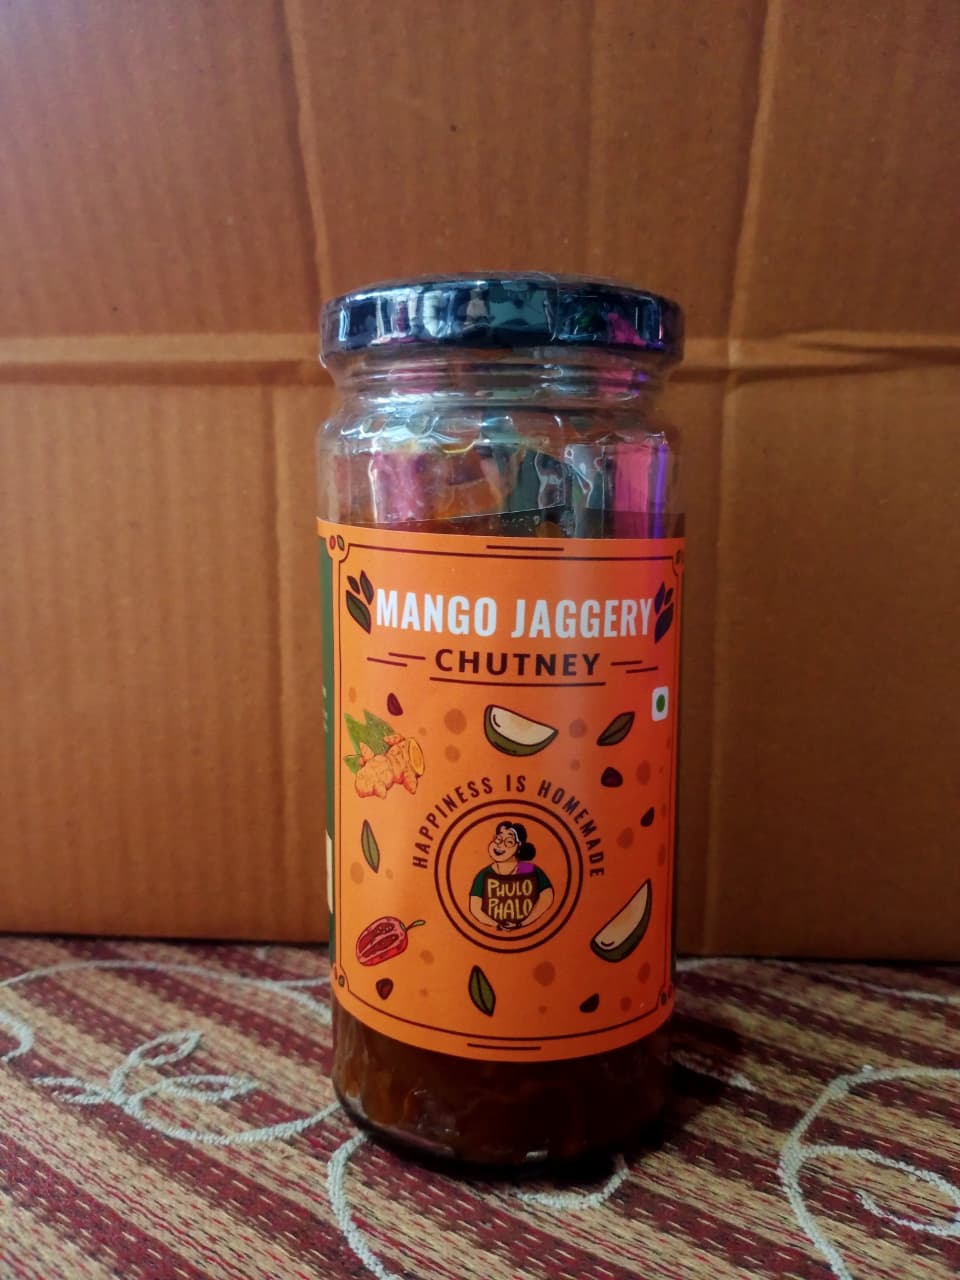 MANGO JAGGERY
CHUTNEY
HAPPINESS IS HOMEMADE
PHULO
PHALO